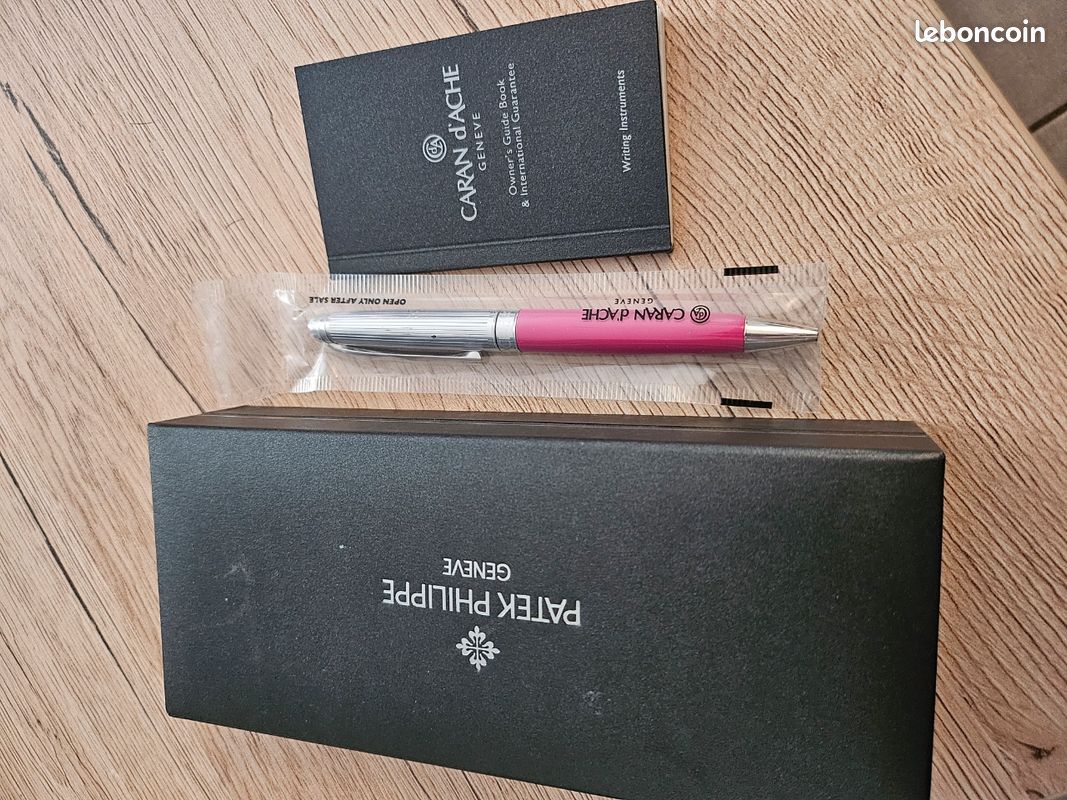 leboncoin
CARAN d'ACHE
GENEVE
Owner's Guide Book
& International Guarantee
Writing Instruments
OPEN ONLY AFTER SALE
CARAN d'ACHE
GENEVE
PATEK PHILIPPE
GENEVE